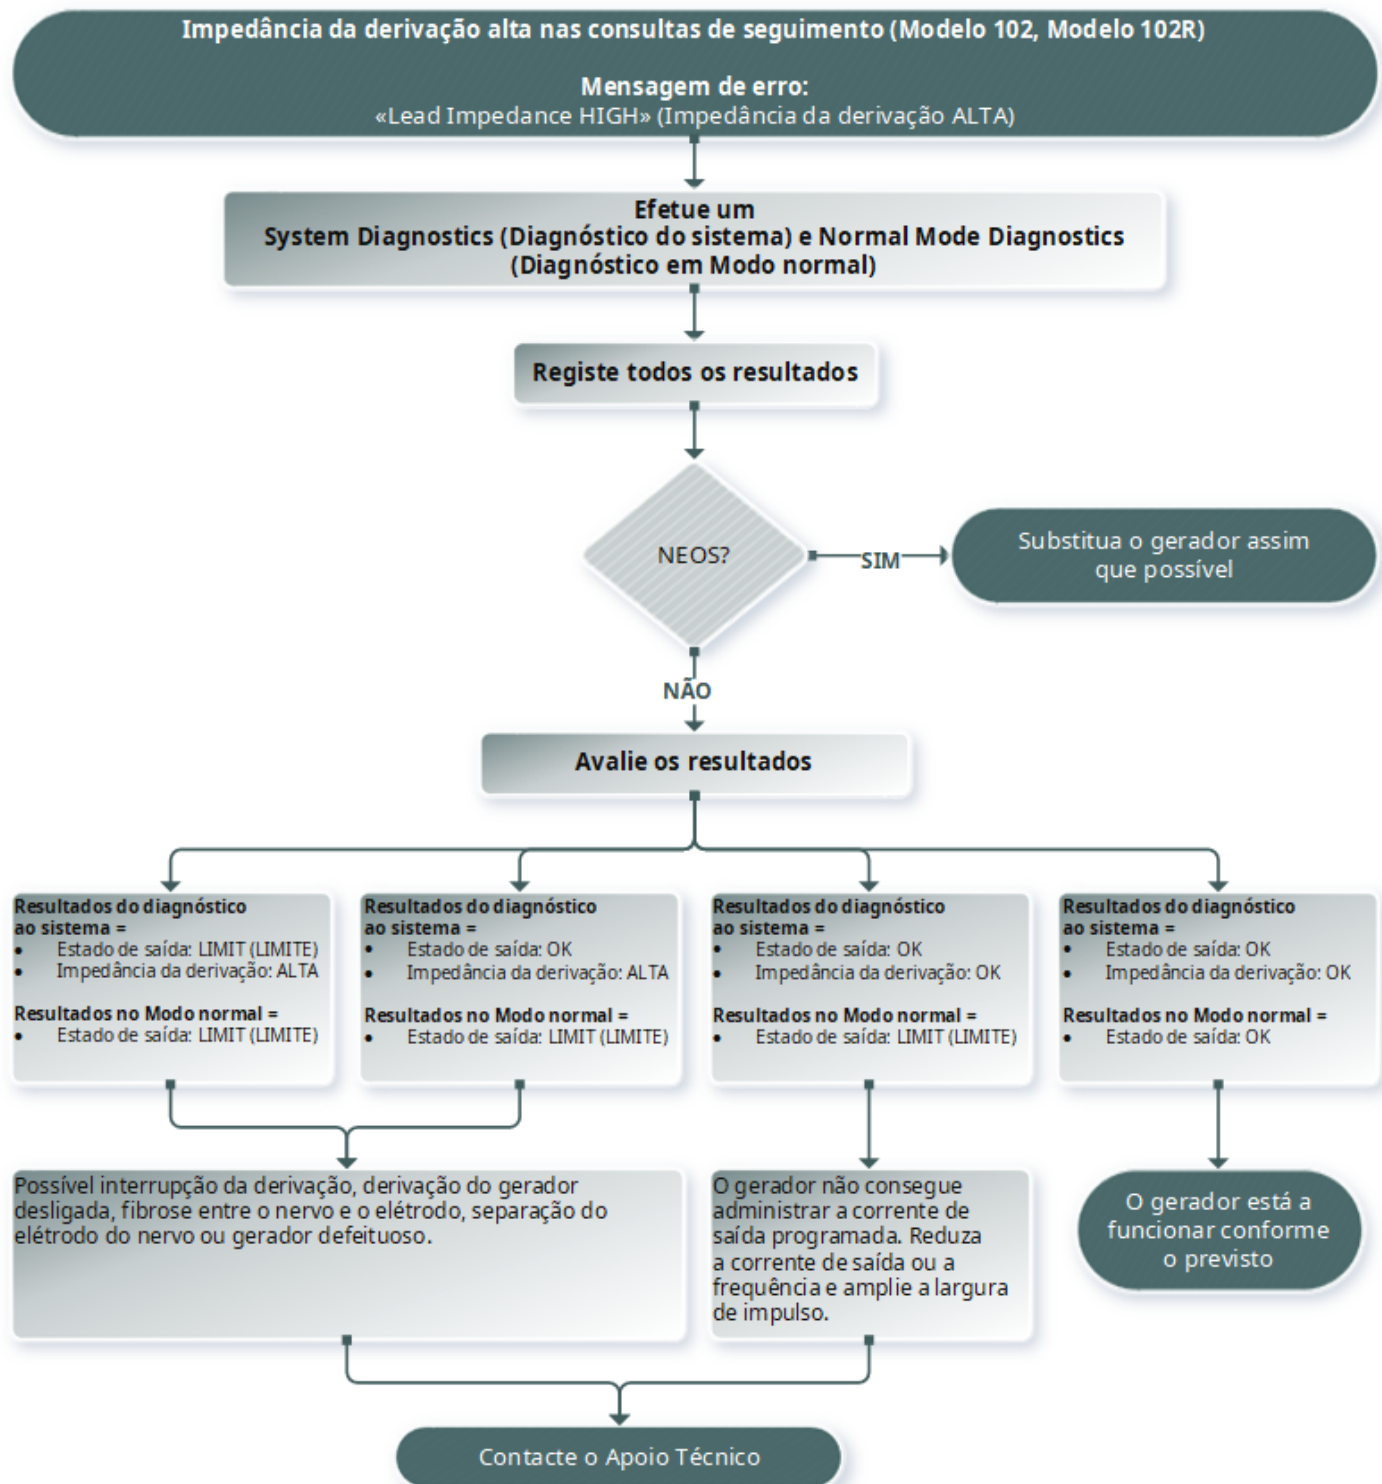 Impedância da derivação alta nas consultas de seguimento (Modelo 102, Modelo 102R)
Mensagem de erro:
«Lead Impedance HIGH» (Impedância da derivação ALTA)
Efetue um
System Diagnostics (Diagnóstico do sistema) e Normal Mode Diagnostics
(Diagnóstico em Modo normal)
Registe todos os resultados
NEOS?
SIM
Substitua o gerador assim
que possível
NÃO
Avalie os resultados
Resultados do diagnóstico
ao sistema =
• Estado de saída: LIMIT (LIMITE)
• Impedância da derivação: ALTA
Resultados no Modo normal =
• Estado de saída: LIMIT (LIMITE)
Resultados do diagnóstico
ao sistema =
• Estado de saída: OK
• Impedância da derivação: ALTA
Resultados no Modo normal =
• Estado de saída: LIMIT (LIMITE)
Resultados do diagnóstico
ao sistema =
• Estado de saída: OK
• Impedância da derivação: OK
Resultados no Modo normal =
• Estado de saída: LIMIT (LIMITE)
Resultados do diagnóstico
ao sistema =
• Estado de saída: OK
• Impedância da derivação: OK
Resultados no Modo normal =
• Estado de saída: OK
Possível interrupção da derivação, derivação do gerador
desligada, fibrose entre o nervo e o elétrodo, separação do
elétrodo do nervo ou gerador defeituoso.
O gerador não consegue
administrar a corrente de
saída programada. Reduza
a corrente de saída ou a
frequência e amplie a largura
de impulso.
O gerador está a
funcionar conforme
o previsto
Contacte o Apoio Técnico